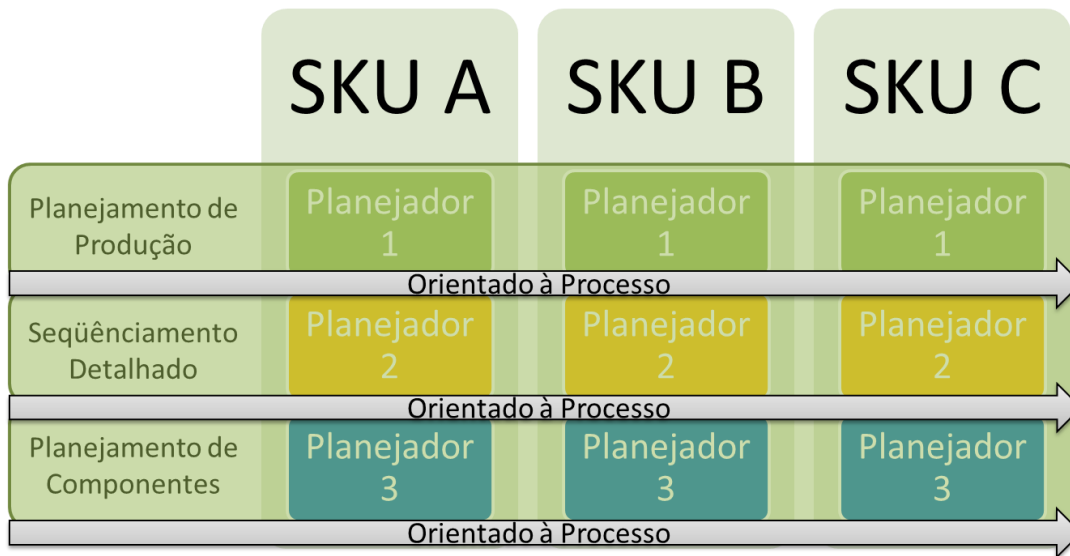 SKU A
SKU B
SKU C
Planejamento de
Produção
Planejador
1
Planejador
1
Planejador
1
Orientado à Processo
Seqüênciamento
Detalhado
Planejador
2
Planejador
2
Planejador
2
Orientado à Processo
Planejamento de
Componentes
Planejador
3
Planejador
3
Planejador
3
Orientado à Processo